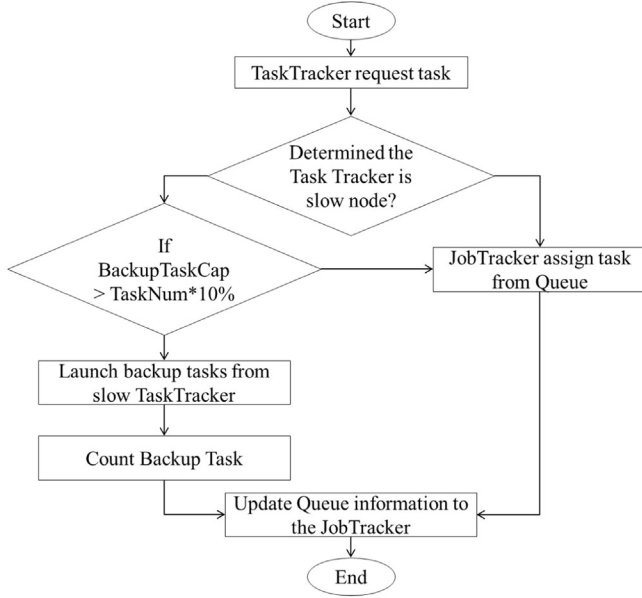 Start
TaskTracker request task
Determined the
Task Tracker is
slow node?
If
BackupTaskCap
> TaskNum*10%
JobTracker assign task
from Queue
Launch backup tasks from
slow TaskTracker
Count Backup Task
Update Queue information to
the JobTracker
End